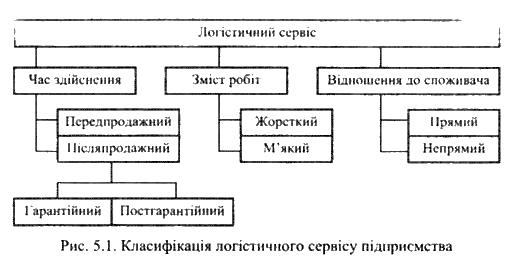 Логістичний сервіс
Час здійснення
Зміст робіт
Відношення до споживача
Передпродажний
Післяпродажний
Жорсткий
М'який
Прямий
Непрямий
Гарантійний
Постгарантійний
Рис. 5.1. Класифікація логістичного сервісу підприємства